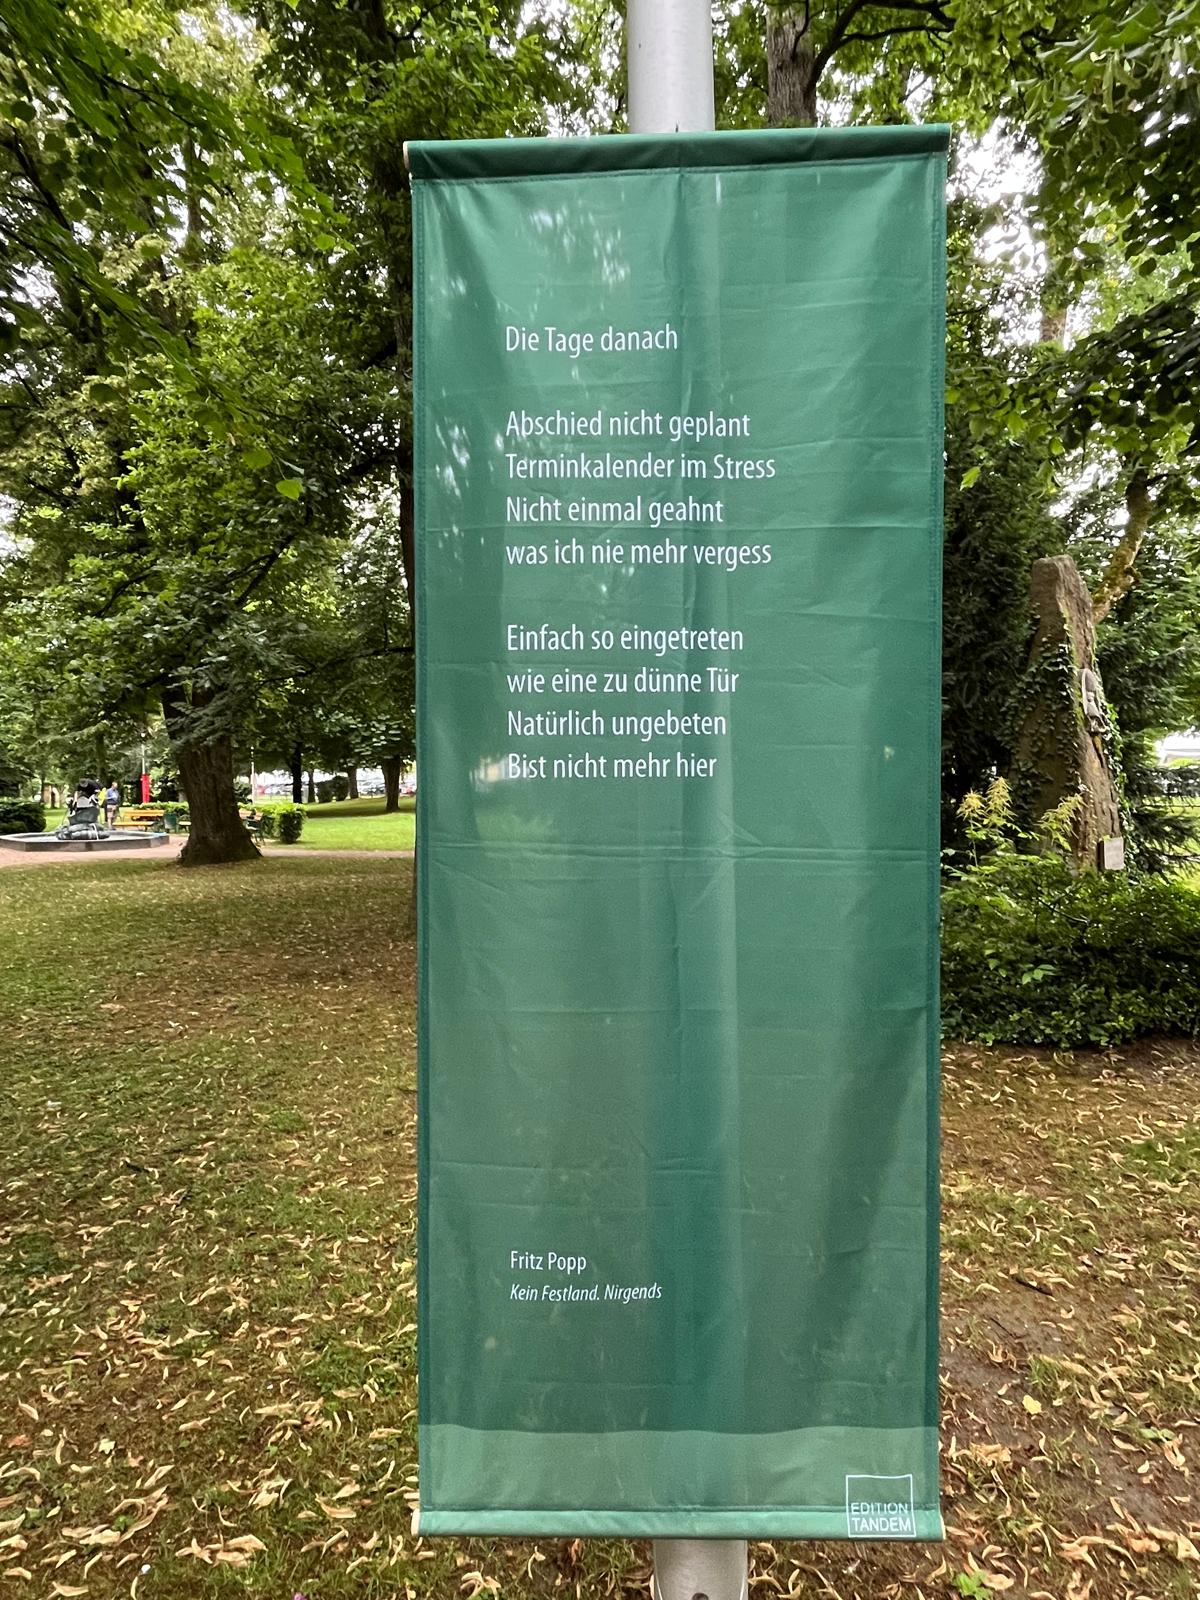 Die Tage danach
Abschied nicht geplant
Terminkalender im Stress
Nicht einmal geahnt
was ich nie mehr vergess
Einfach so eingetreten
wie eine zu dünne Tür
Natürlich ungebeten
Bist nicht mehr hier
Fritz Popp
Kein Festland. Nirgends
EDITION
TANDEM